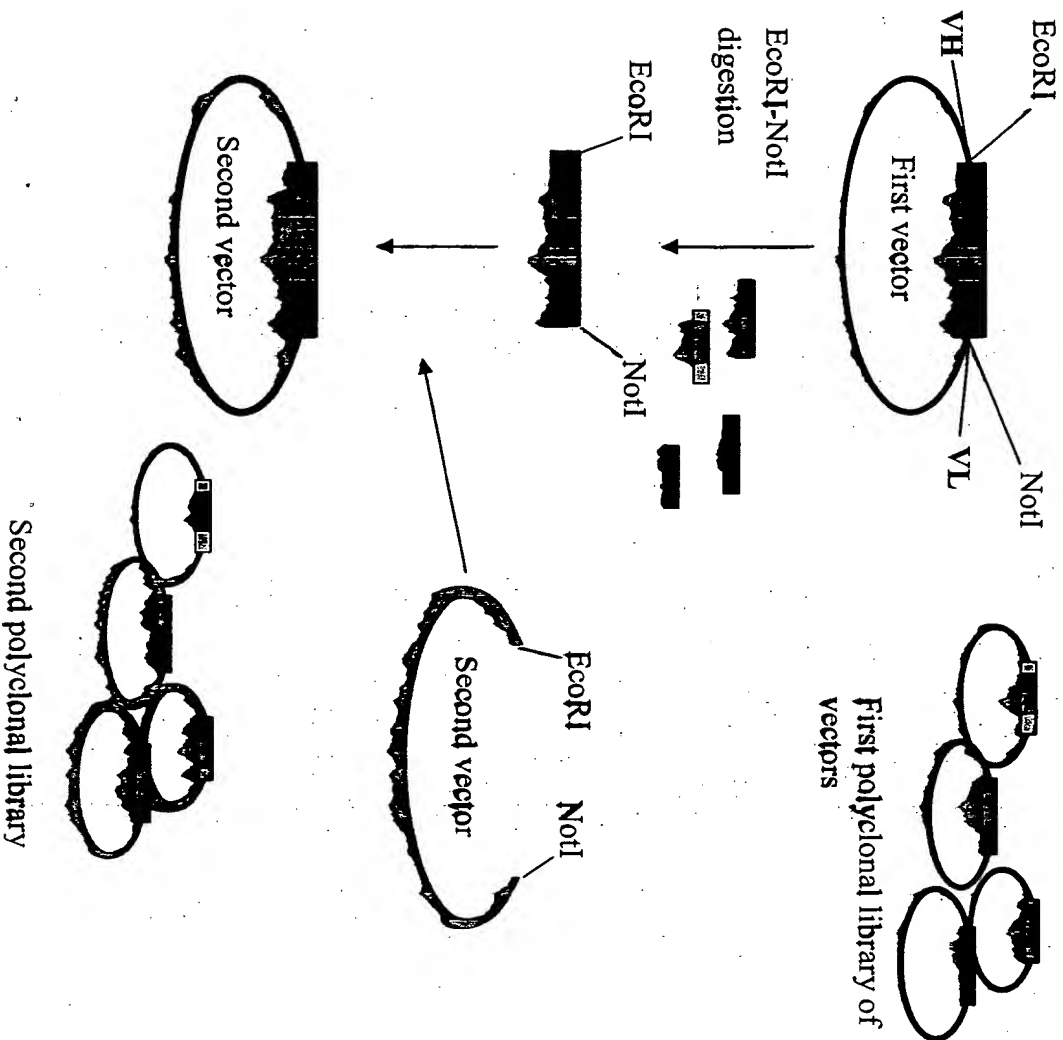 EcoRI
VH
First vector
NotI
VL
First polyclonal library of
vectors
EcoRI-NotI
digestion
EcoRI
NotI
EcoRI
NotI
Second vector
Second vector
Second polyclonal library